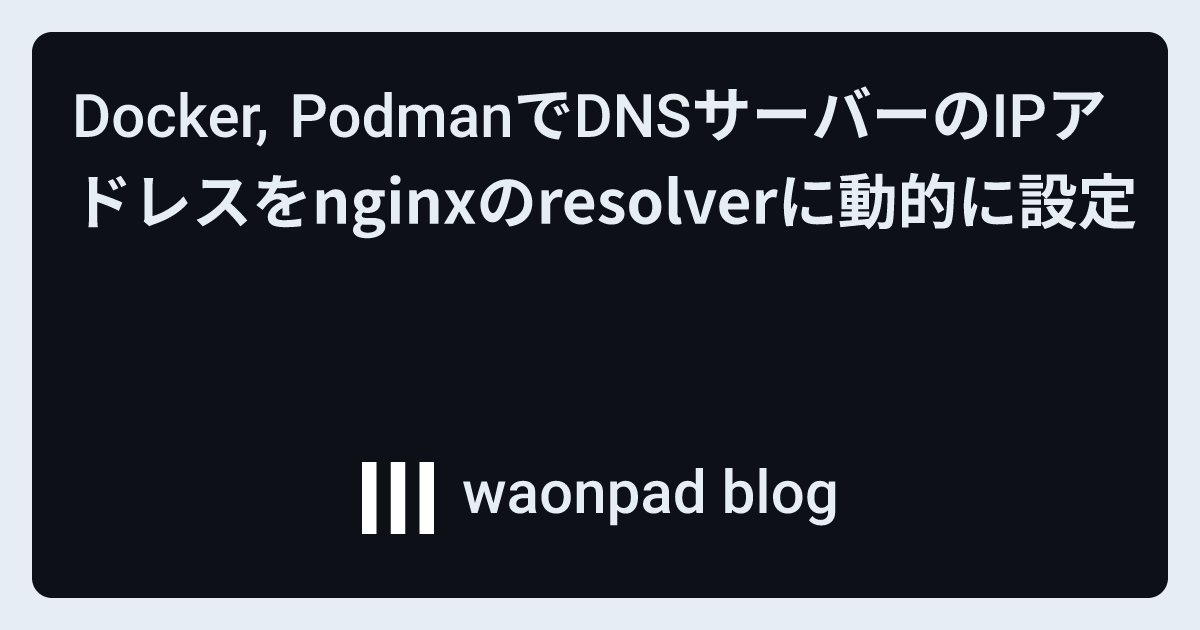 Docker, PodmanでDNSサーバーのIPア
ドレスをnginxのresolverに動的に設定
waonpad blog